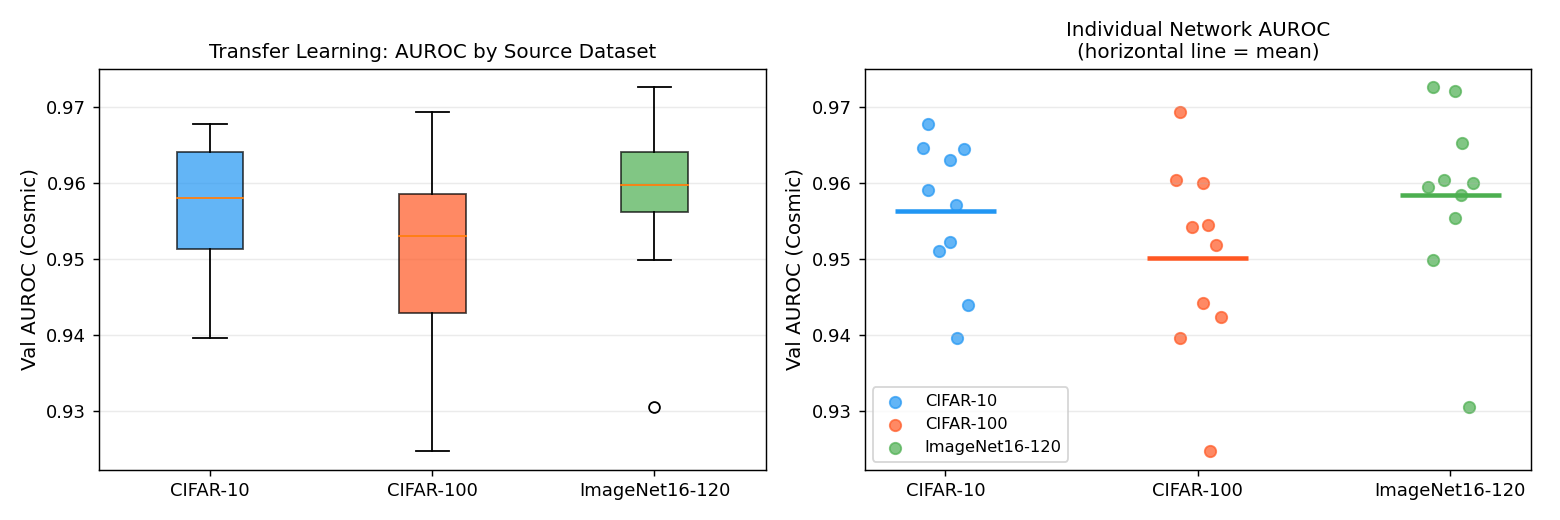 Transfer Learning: AUROC by Source Dataset
Val AUROC (Cosmic)
0.97
0.96
0.95
0.94
0.93
CIFAR-10
CIFAR-100
ImageNet16-120
Individual Network AUROC
(horizontal line = mean)
Val AUROC (Cosmic)
0.97
0.96
0.95
0.94
0.93
CIFAR-10
CIFAR-100
ImageNet16-120
CIFAR-10
CIFAR-100
ImageNet16-120